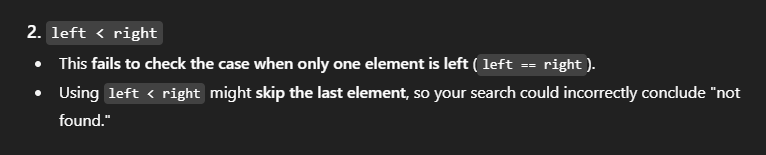 2. left < right
• This fails to check the case when only one element is left ( left == right ).
• Using left < right might skip the last element, so your search could incorrectly conclude "not
found."